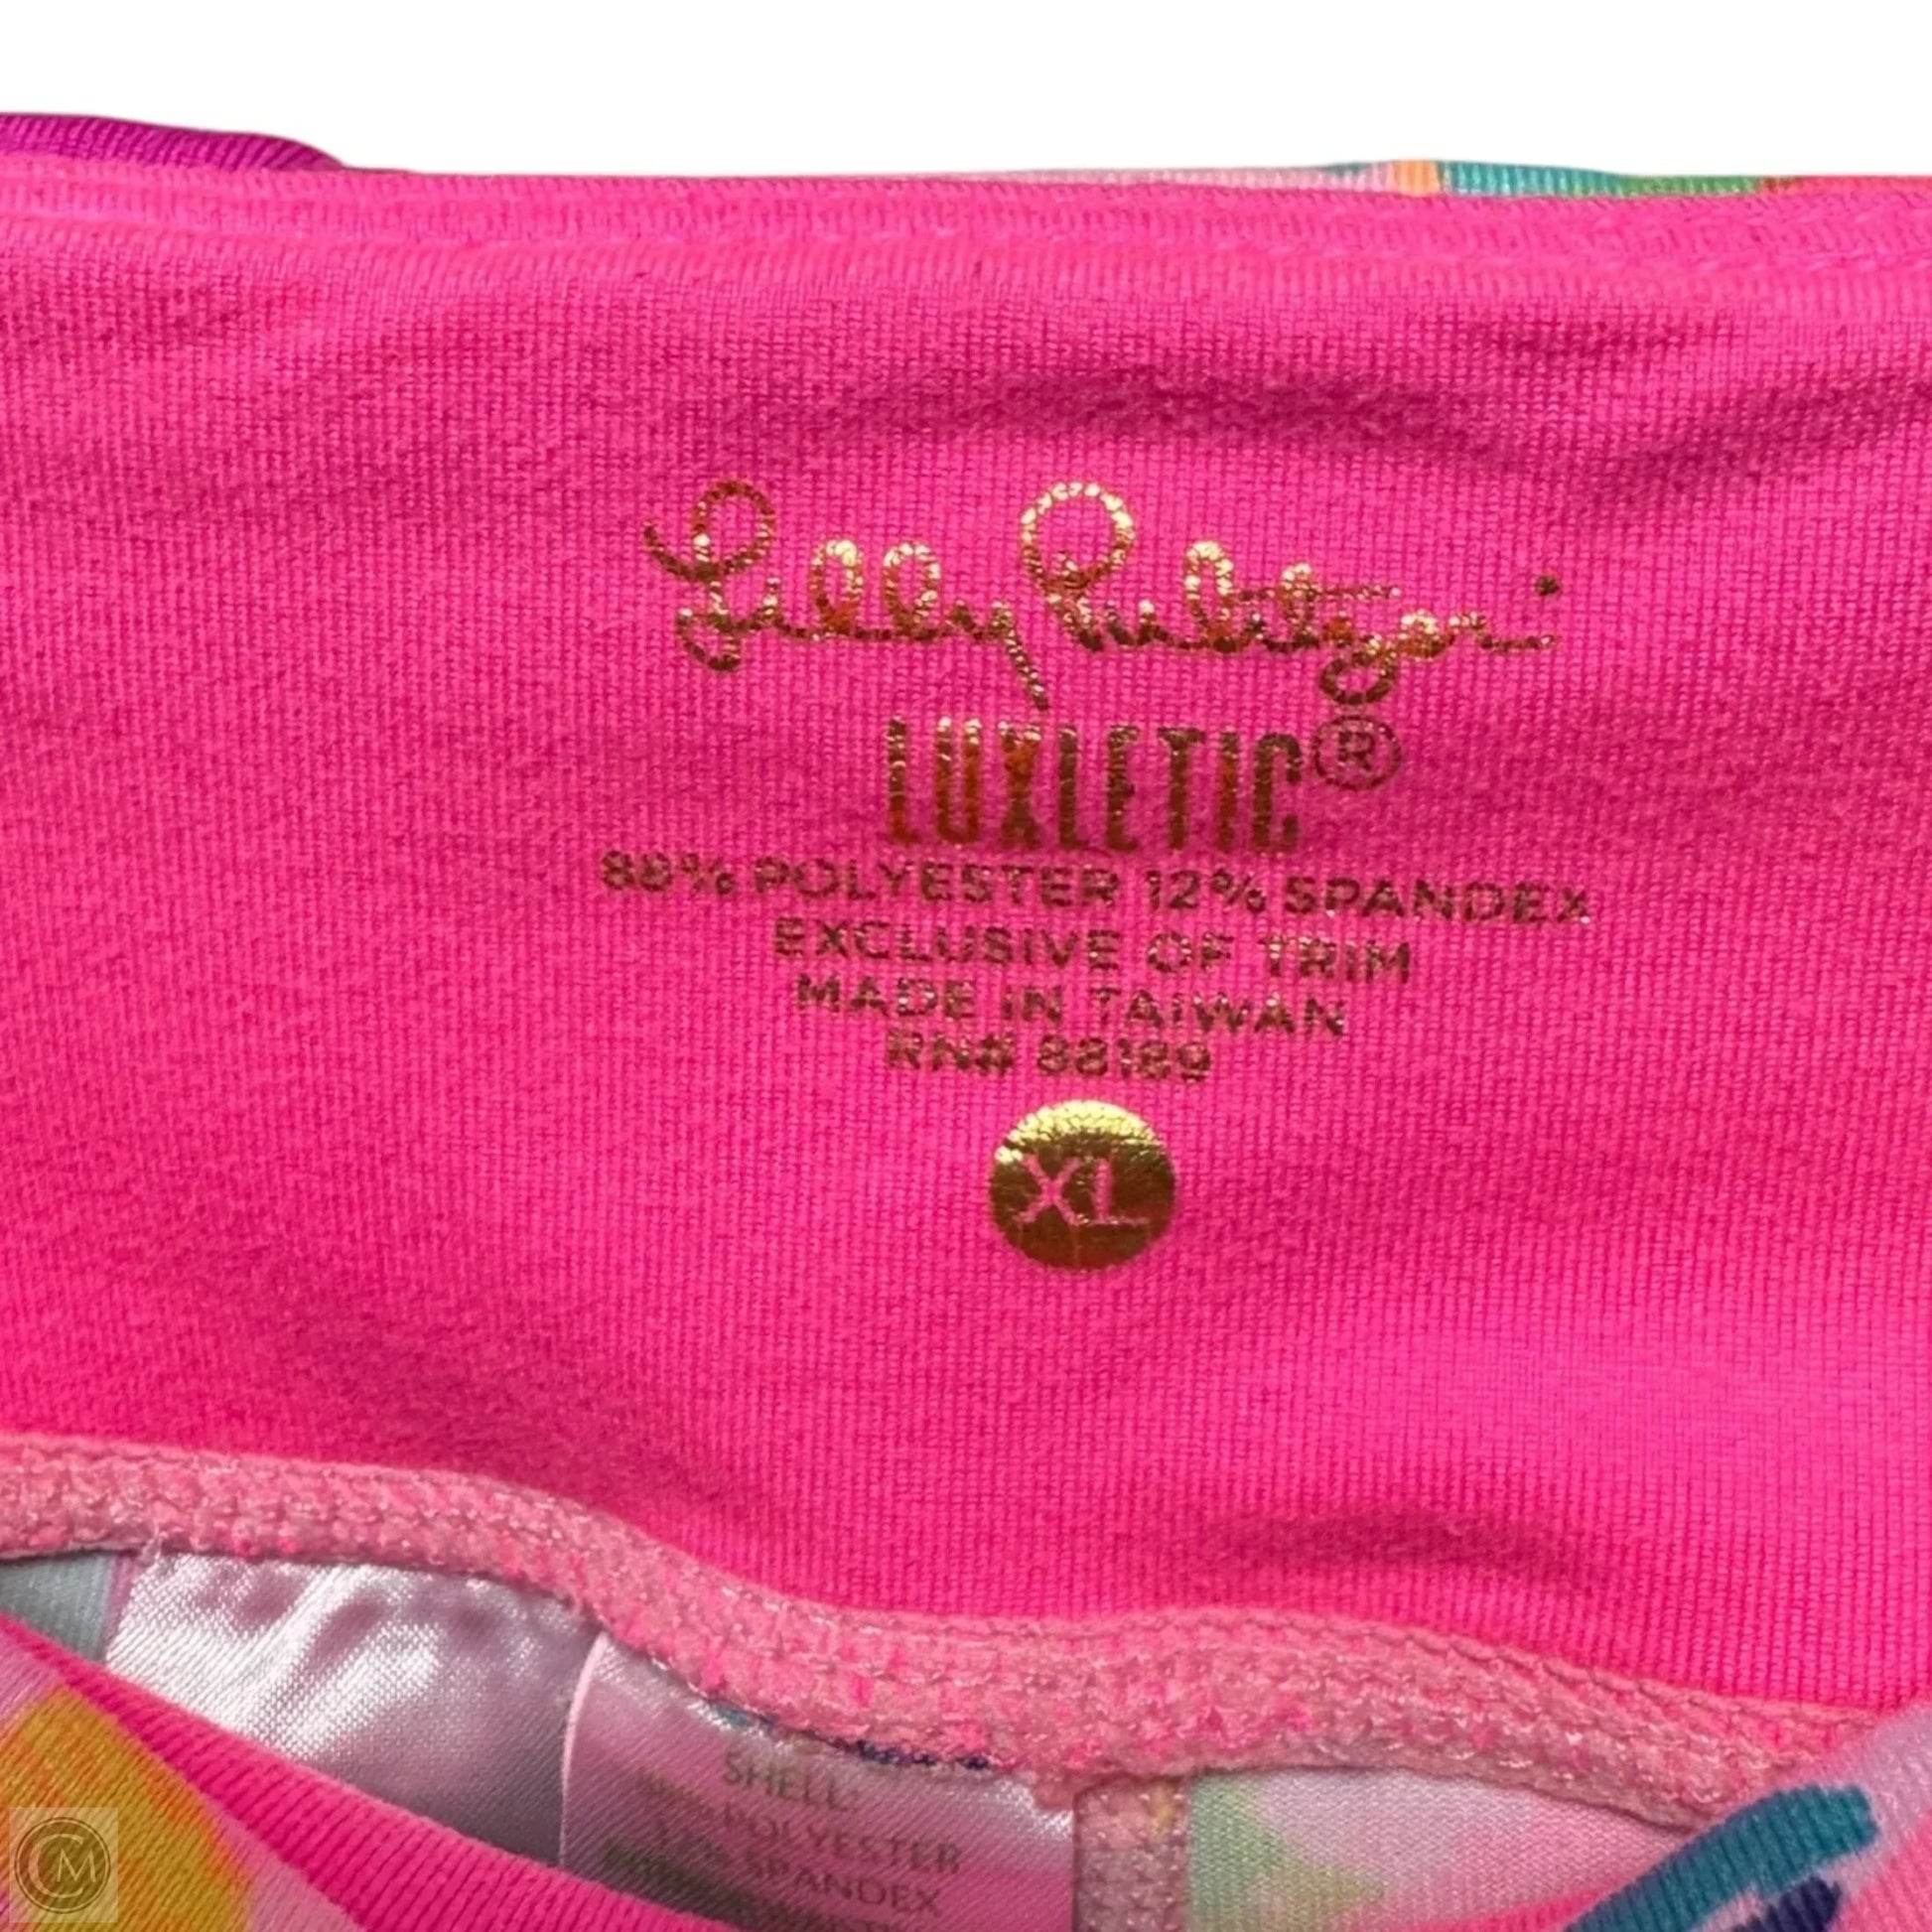 Lilly Pulitzer
LUXLETIC®
88% POLYESTER 12% SPANDEX
EXCLUSIVE OF TRIM
MADE IN TAIWAN
RN# 88189
XL
SHELL:
POLYESTER
SPANDEX
CM